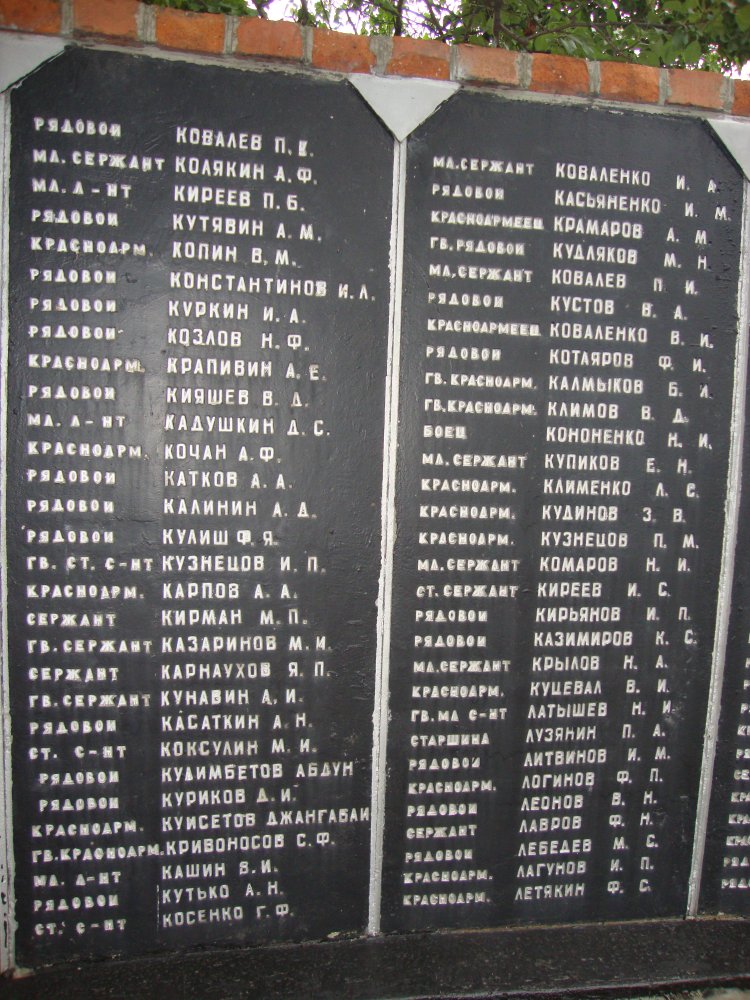 РЯДОВОЙ КОВАЛЕВ П.
МЛ. СЕРЖАНТ КОЛЯКИН А.Ф.
МЛ. Л-НТ КИРЕЕВ П.Б.
РЯДОВОЙ КУТЯВИН А.М.
КРАСНОАРМ. КОПИН В.М.
РЯДОВОЙ КОНСТАНТИНОВ И.Л.
РЯДОВОЙ КУРКИН И.А.
РЯДОВОЙ КОЗЛОВ Н.Ф.
КРАСНОАРМ. КРАПИВИН А.Е.
РЯДОВОЙ КИЯШЕВ В.Д.
МЛ. Л-НТ КАДУШКИН Д.С.
КРАСНОАРМ. КОЧАН А.Ф.
РЯДОВОЙ КАТКОВ А.А.
РЯДОВОЙ КАЛИНИН А.Д.
РЯДОВОЙ КУЛИШ Ф.Я.
ГВ. СТ. С-НТ КУЗНЕЦОВ И.П.
КРАСНОАРМ. КАРПОВ А.А.
СЕРЖАНТ КИРМАН М.П.
ГВ. СЕРЖАНТ КАЗАРИНОВ М.И.
СЕРЖАНТ КАРНАУХОВ Я.П.
ГВ. СЕРЖАНТ КУНАВИН А.И.
РЯДОВОЙ КАСАТКИН А.Н.
СТ. С-НТ КОКСУЛИН М.И.
РЯДОВОЙ КУЛИМБЕТОВ АБДУН
РЯДОВОЙ КУРИКОВ Д.И.
КРАСНОАРМ. КУИСЕТОВ ДЖАНГАБАЙ
ГВ. КРАСНОАРМ. КРИВОНОСОВ С.Ф.
МЛ. Л-НТ КАШИН В.И.
РЯДОВОЙ КУТЬКО А.Н.
СТ. С-НТ КОСЕНКО Г.Ф.
МЛ. СЕРЖАНТ КОВАЛЕНКО И.А.
РЯДОВОЙ КАСЬЯНЕНКО И.М.
КРАСНОАРМЕЕЦ КРАМАРОВ А.М.
ГВ. РЯДОВОЙ КУДЛЯКОВ М.Н.
МЛ. СЕРЖАНТ КОВАЛЕВ П.И.
РЯДОВОЙ КУСТОВ В.А.
КРАСНОАРМЕЕЦ КОВАЛЕНКО В.И.
РЯДОВОЙ КОТЛЯРОВ Ф.И.
ГВ. КРАСНОАРМ. КАЛМЫКОВ Б.И.
ГВ. КРАСНОАРМ. КЛИМОВ В.Д.
БОЕЦ КОНОНЕНКО Н.И.
МЛ. СЕРЖАНТ КУПИКОВ Е.Н.
КРАСНОАРМ. КЛИМЕНКО Л.С.
КРАСНОАРМ. КУДИНОВ З.В.
КРАСНОАРМ. КУЗНЕЦОВ П.М.
МЛ. СЕРЖАНТ КОМАРОВ Н.И.
СТ. СЕРЖАНТ КИРЕЕВ И.С.
РЯДОВОЙ КИРЬЯНОВ И.П.
РЯДОВОЙ КАЗИМИРОВ К.С.
МЛ. СЕРЖАНТ КРЫЛОВ Н.А.
КРАСНОАРМ. КУЦЕВАЛ В.И.
ГВ. МЛ С-НТ ЛАТЫШЕВ Н.И
СТАРШИНА ЛУЗЯНИН П.А.
РЯДОВОЙ ЛИТВИНОВ И.М.
КРАСНОАРМ. ЛОГИНОВ Ф.П.
РЯДОВОЙ ЛЕОНОВ В.Н.
СЕРЖАНТ ЛАВРОВ Ф.Н.
РЯДОВОЙ ЛЕБЕДЕВ М.С.
КРАСНОАРМ. ЛАГУНОВ И.П.
КРАСНОАРМ. ЛЕТЯКИН Ф.С.